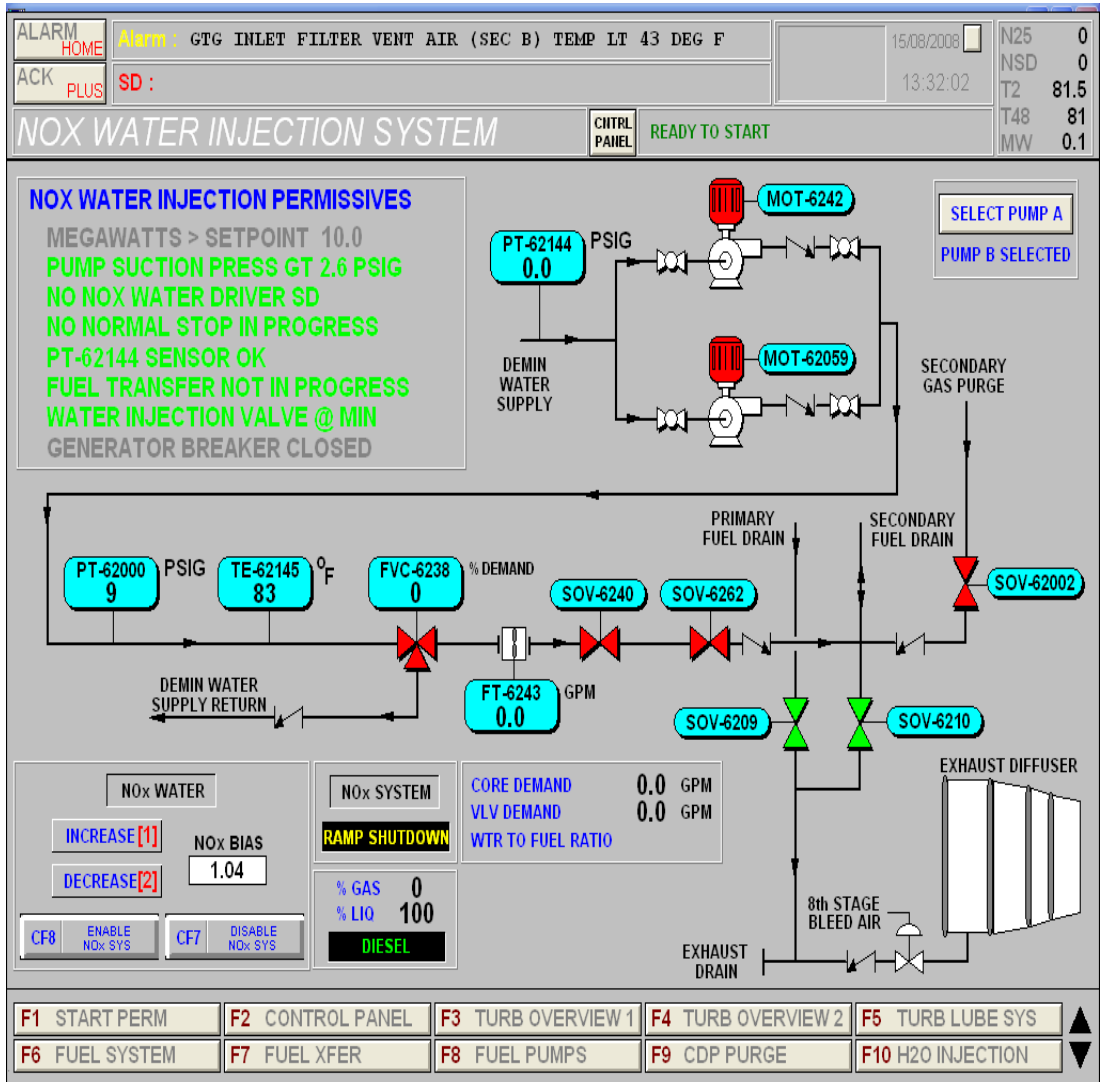 ALARM HOME
Alarm : GTG INLET FILTER VENT AIR (SEC B) TEMP LT 43 DEG F
15/08/2008
N25 0
ACK PLUS
SD :
13:32:02
NSD 0
T2 81.5
T48 81
MW 0.1
NOX WATER INJECTION SYSTEM
CNTRL PANEL
READY TO START
NOX WATER INJECTION PERMISSIVES
MEGAWATTS > SETPOINT 10.0
PUMP SUCTION PRESS GT 2.6 PSIG
NO NOX WATER DRIVER SD
NO NORMAL STOP IN PROGRESS
PT-62144 SENSOR OK
FUEL TRANSFER NOT IN PROGRESS
WATER INJECTION VALVE @ MIN
GENERATOR BREAKER CLOSED
MOT-6242
PT-62144 PSIG
0.0
SELECT PUMP A
PUMP B SELECTED
MOT-62059
DEMIN
WATER
SUPPLY
SECONDARY
GAS PURGE
PRIMARY
FUEL DRAIN
SECONDARY
FUEL DRAIN
PT-62000 PSIG
9
TE-62145 °F
83
FVC-6238 % DEMAND
0
SOV-6240
SOV-6262
SOV-62002
DEMIN WATER
SUPPLY RETURN
FT-6243 GPM
0.0
SOV-6209
SOV-6210
EXHAUST DIFFUSER
NOx WATER
INCREASE[1]
DECREASE[2]
NOx BIAS
1.04
CF8 ENABLE NOx SYS
CF7 DISABLE NOx SYS
NOx SYSTEM
RAMP SHUTDOWN
% GAS 0
% LIQ 100
DIESEL
CORE DEMAND 0.0 GPM
VLV DEMAND 0.0 GPM
WTR TO FUEL RATIO
8th STAGE
BLEED AIR
EXHAUST
DRAIN
F1 START PERM
F2 CONTROL PANEL
F3 TURB OVERVIEW 1
F4 TURB OVERVIEW 2
F5 TURB LUBE SYS
F6 FUEL SYSTEM
F7 FUEL XFER
F8 FUEL PUMPS
F9 CDP PURGE
F10 H2O INJECTION